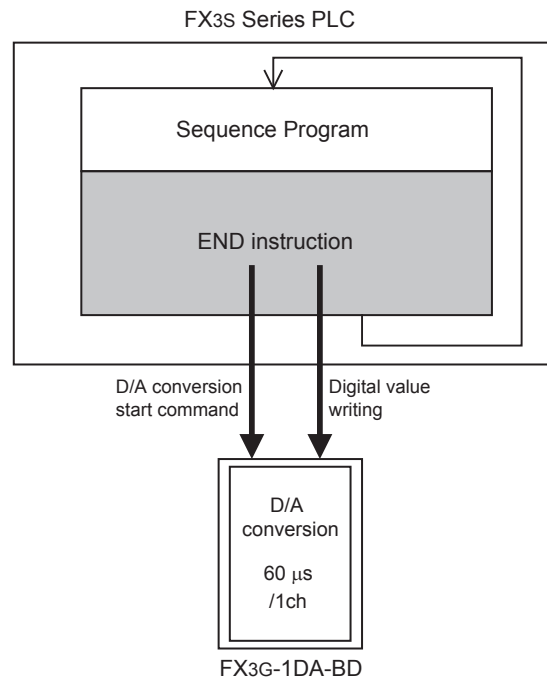 FX3S Series PLC
Sequence Program
END instruction
D/A conversion
start command
Digital value
writing
D/A
conversion
60 μs
/1ch
FX3G-1DA-BD